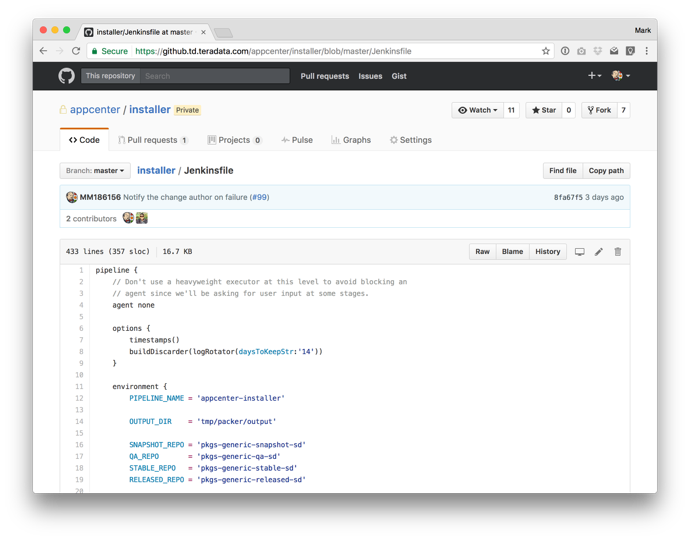 installer/Jenkinsfile at master
Mark
Secure https://github.td.teradata.com/appcenter/installer/blob/master/Jenkinsfile
This repository Search Pull requests Issues Gist
appcenter / installer Private
Watch 11 Star 0 Fork 7
Code Pull requests 1 Projects 0 Pulse Graphs Settings
Branch: master installer / Jenkinsfile Find file Copy path
MM186156 Notify the change author on failure (#99) 8fa67f5 3 days ago
2 contributors
433 lines (357 sloc) 16.7 KB Raw Blame History
1 pipeline {
2 // Don't use a heavyweight executor at this level to avoid blocking an
3 // agent since we'll be asking for user input at some stages.
4 agent none
5
6 options {
7 timestamps()
8 buildDiscarder(logRotator(daysToKeepStr:'14'))
9 }
10
11 environment {
12 PIPELINE_NAME = 'appcenter-installer'
13
14 OUTPUT_DIR = 'tmp/packer/output'
15
16 SNAPSHOT_REPO = 'pkgs-generic-snapshot-sd'
17 QA_REPO = 'pkgs-generic-qa-sd'
18 STABLE_REPO = 'pkgs-generic-stable-sd'
19 RELEASED_REPO = 'pkgs-generic-released-sd'
20